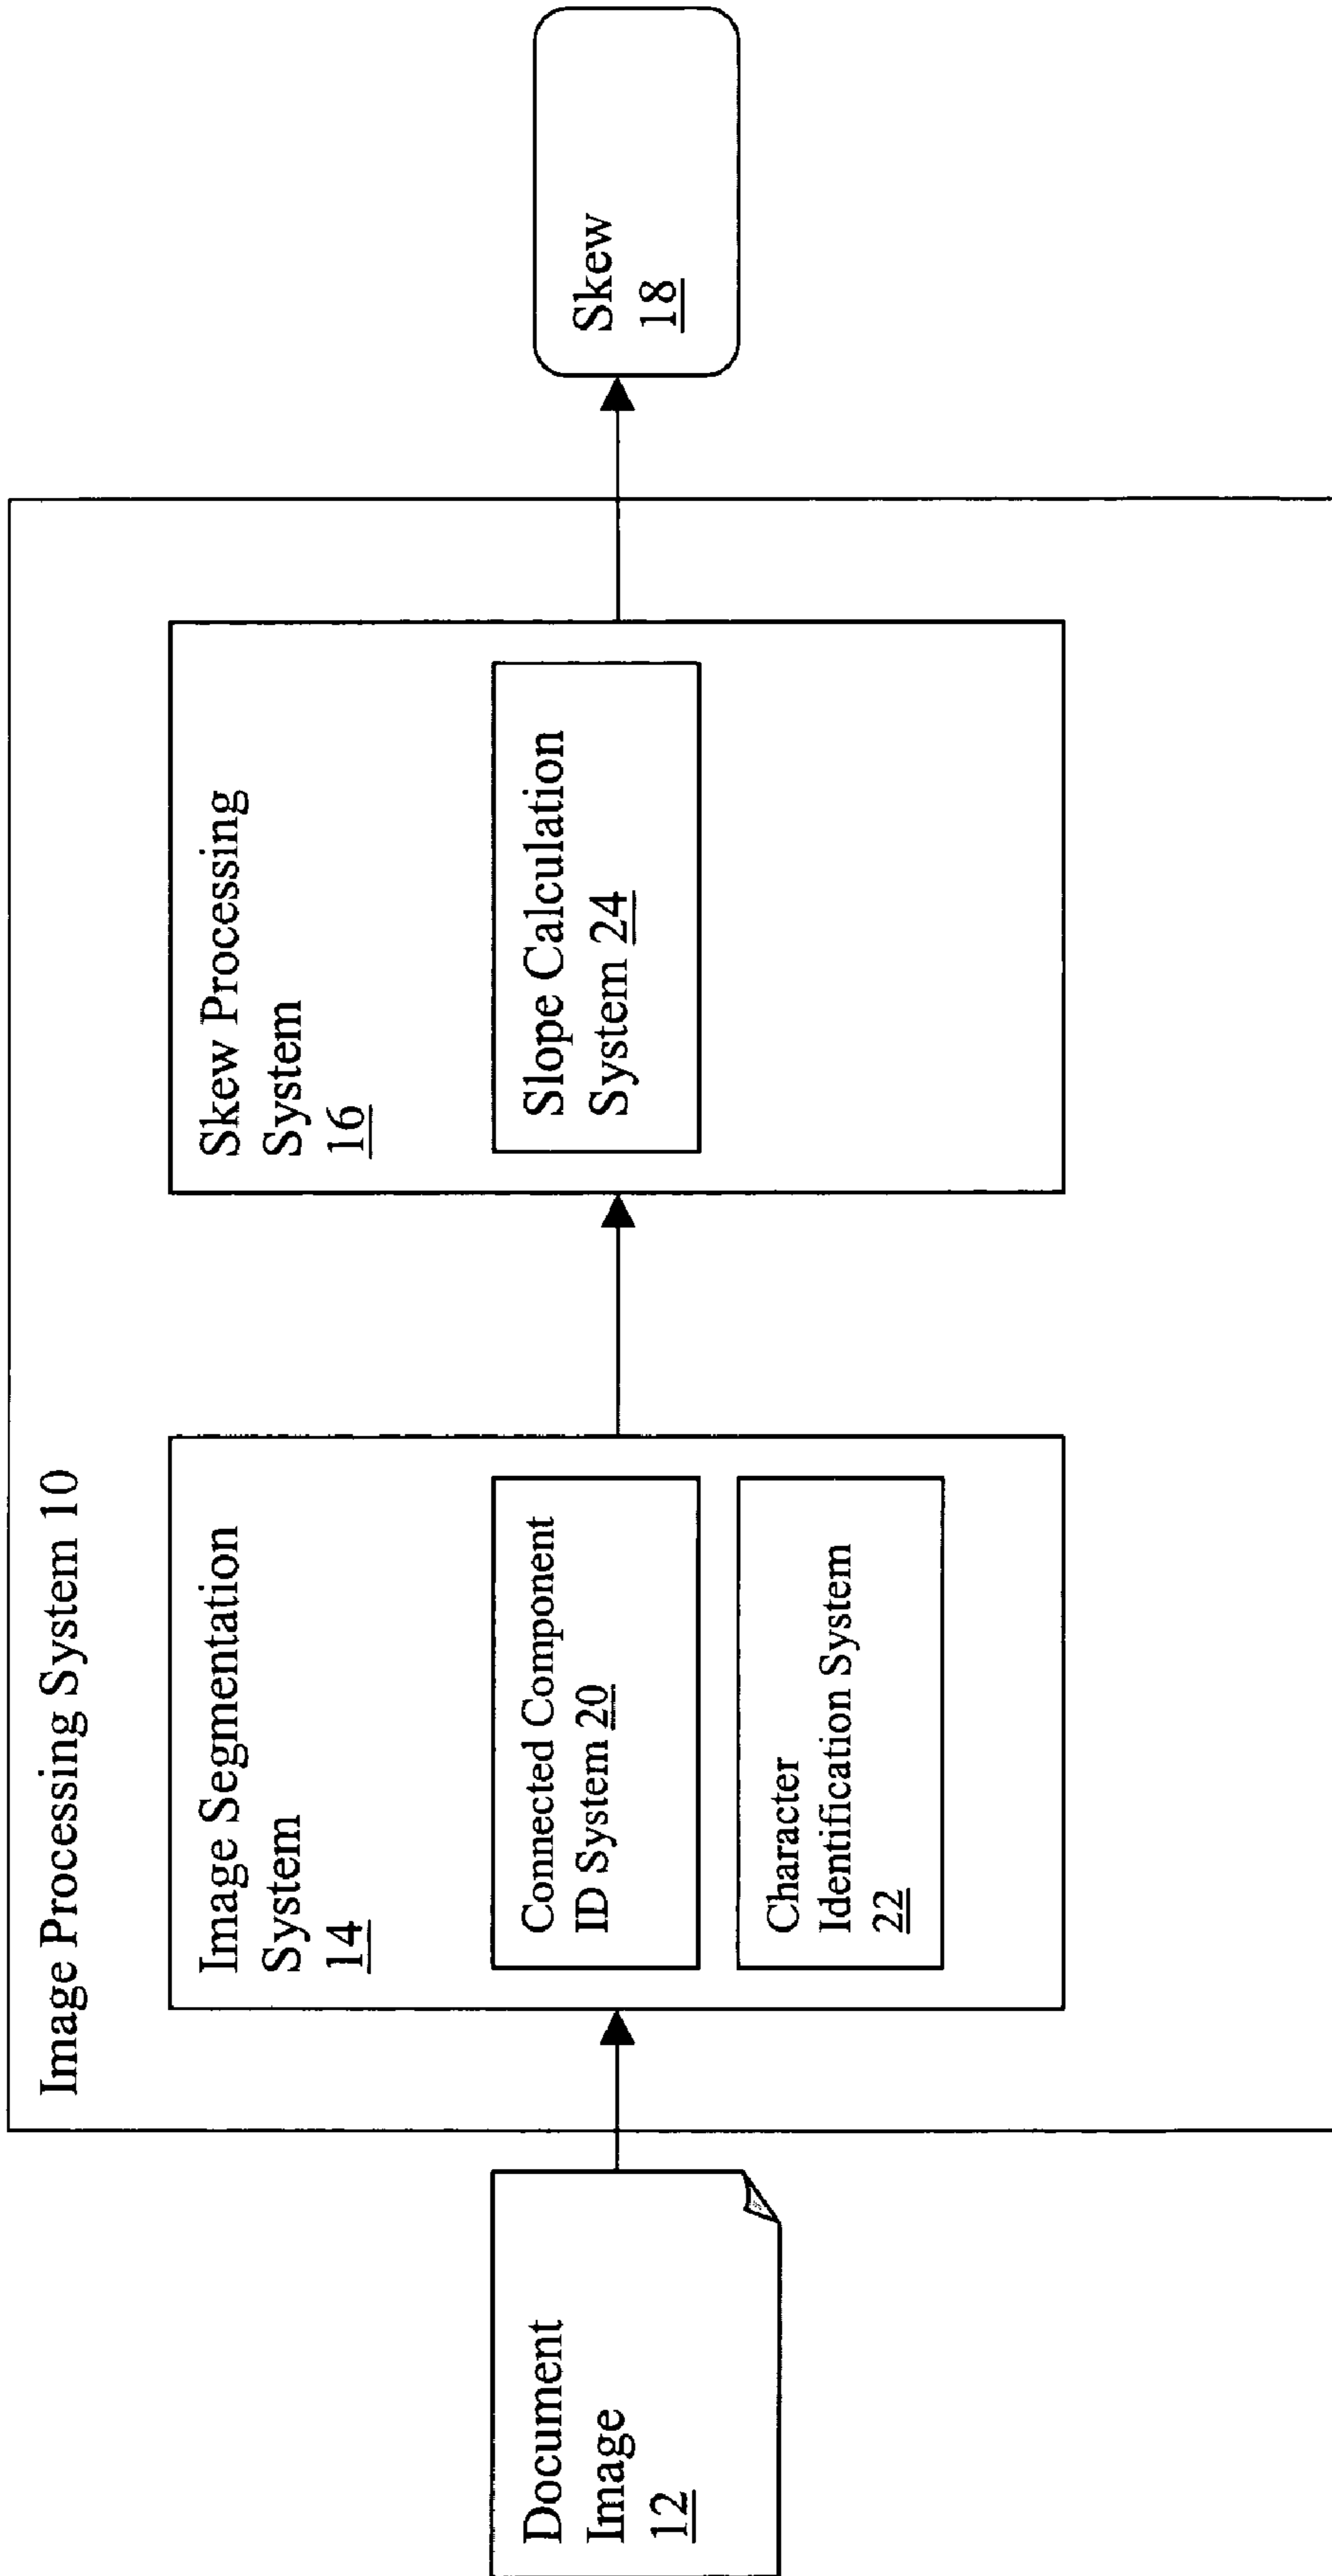 Image Processing System 10
Document
Image
12
Image Segmentation
System
14
Connected Component
ID System 20
Character
Identification System
22
Skew Processing
System
16
Slope Calculation
System 24
Skew
18